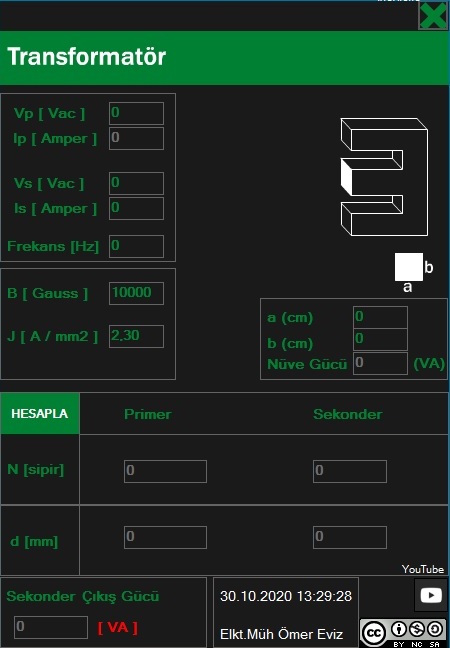 Transformatör
Vp [ Vac ] 0
Ip [ Amper ] 0
Vs [ Vac ] 0
Is [ Amper ] 0
Frekans [Hz] 0
B [ Gauss ] 10000
J [ A / mm2 ] 2,30
b
a
a (cm) 0
b (cm) 0
Nüve Gücü 0 (VA)
HESAPLA Primer Sekonder
N [sipir] 0 0
d [mm] 0 0
YouTube
Sekonder Çıkış Gücü
0 [ VA ]
30.10.2020 13:29:28
Elkt.Müh Ömer Eviz
cc
BY NC SA